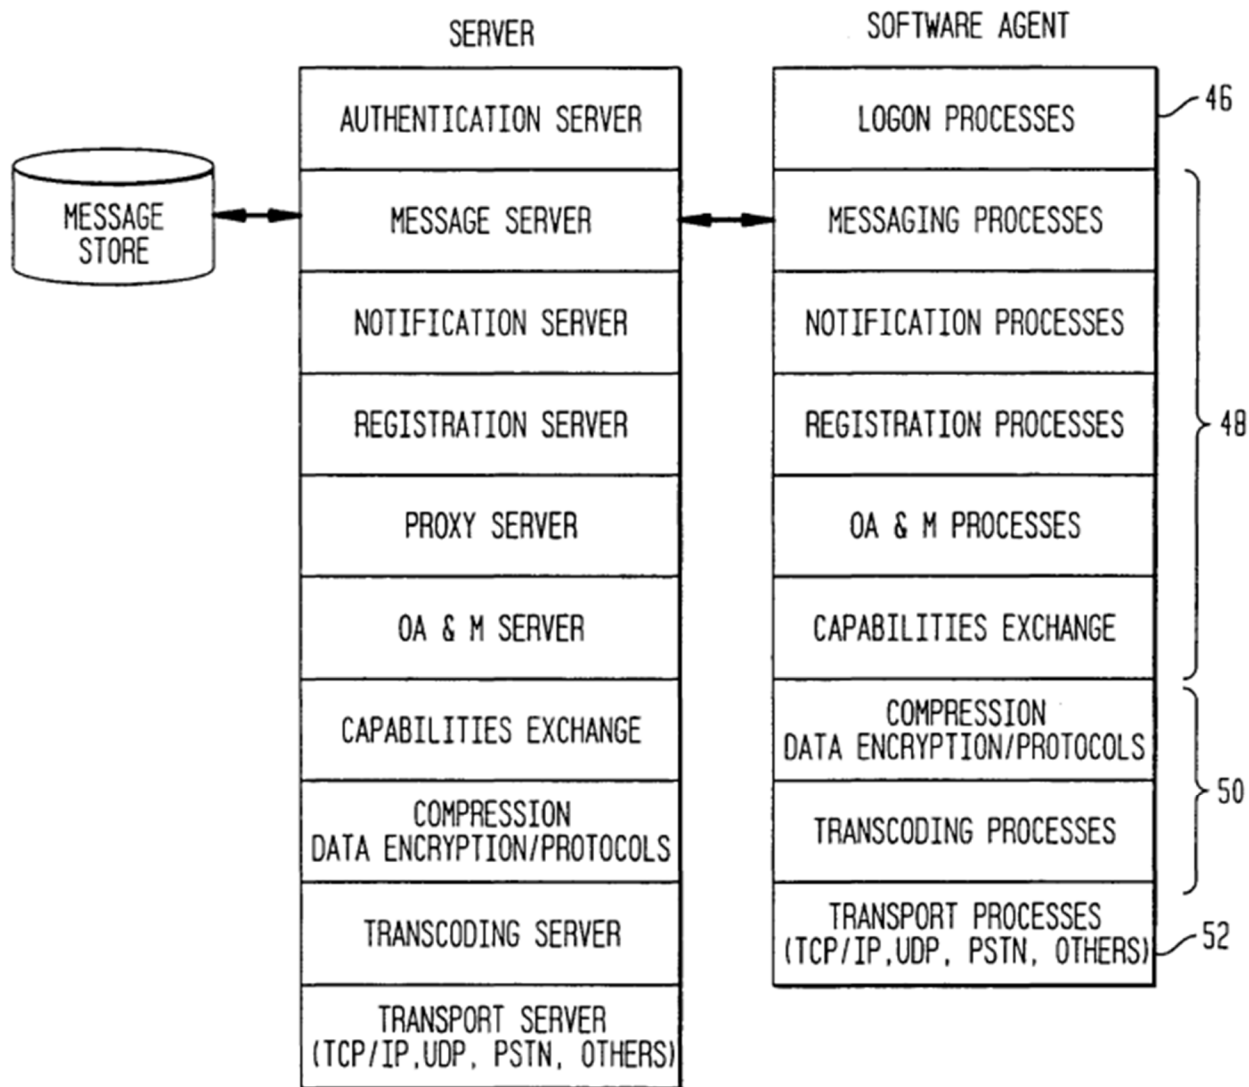 SERVER
AUTHENTICATION SERVER
MESSAGE
STORE
MESSAGE SERVER
NOTIFICATION SERVER
REGISTRATION SERVER
PROXY SERVER
OA & M SERVER
CAPABILITIES EXCHANGE
COMPRESSION
DATA ENCRYPTION/PROTOCOLS
TRANSCODING SERVER
TRANSPORT SERVER
(TCP/IP,UDP, PSTN, OTHERS)
SOFTWARE AGENT
LOGON PROCESSES
46
MESSAGING PROCESSES
NOTIFICATION PROCESSES
REGISTRATION PROCESSES
48
OA & M PROCESSES
CAPABILITIES EXCHANGE
COMPRESSION
DATA ENCRYPTION/PROTOCOLS
50
TRANSCODING PROCESSES
TRANSPORT PROCESSES
(TCP/IP,UDP, PSTN, OTHERS)
52